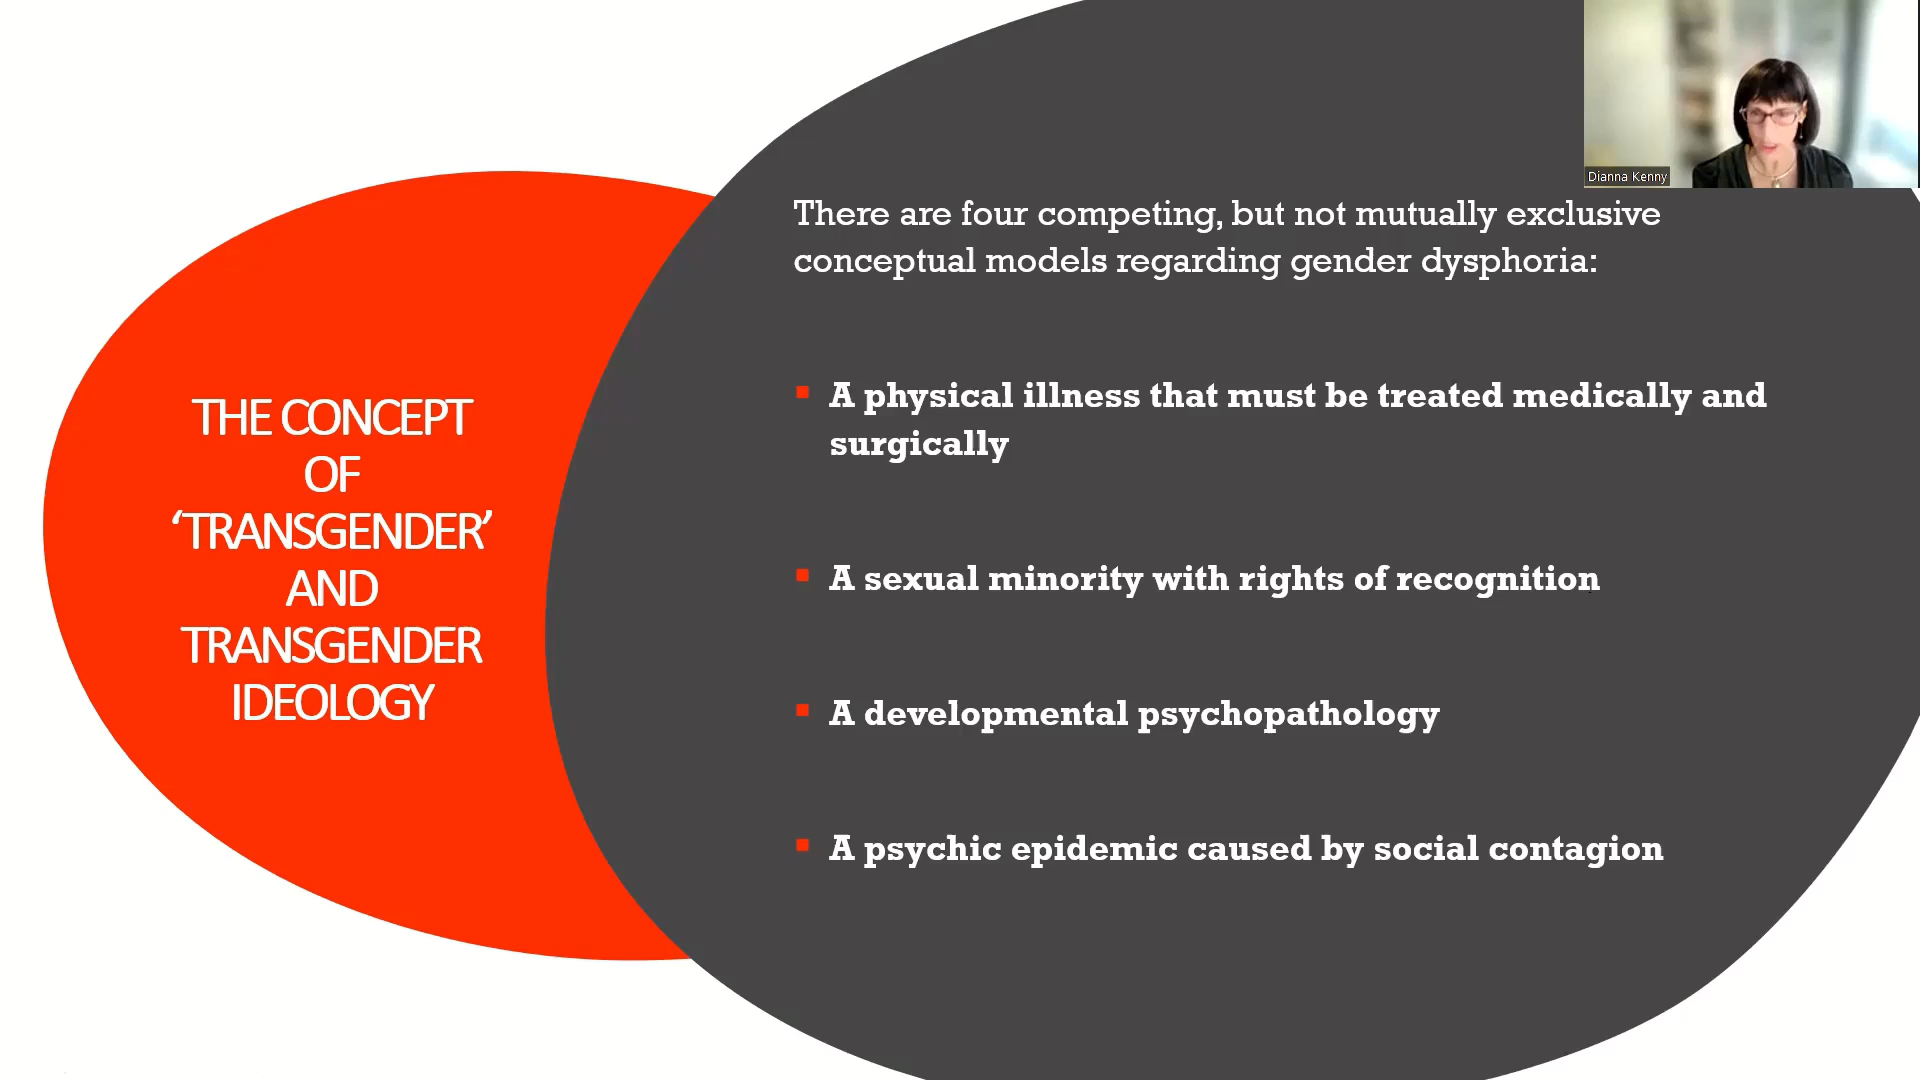 Dianna Kenny
THE CONCEPT
OF
‘TRANSGENDER’
AND
TRANSGENDER
IDEOLOGY
There are four competing, but not mutually exclusive
conceptual models regarding gender dysphoria:
▪ A physical illness that must be treated medically and
surgically
▪ A sexual minority with rights of recognition
▪ A developmental psychopathology
▪ A psychic epidemic caused by social contagion